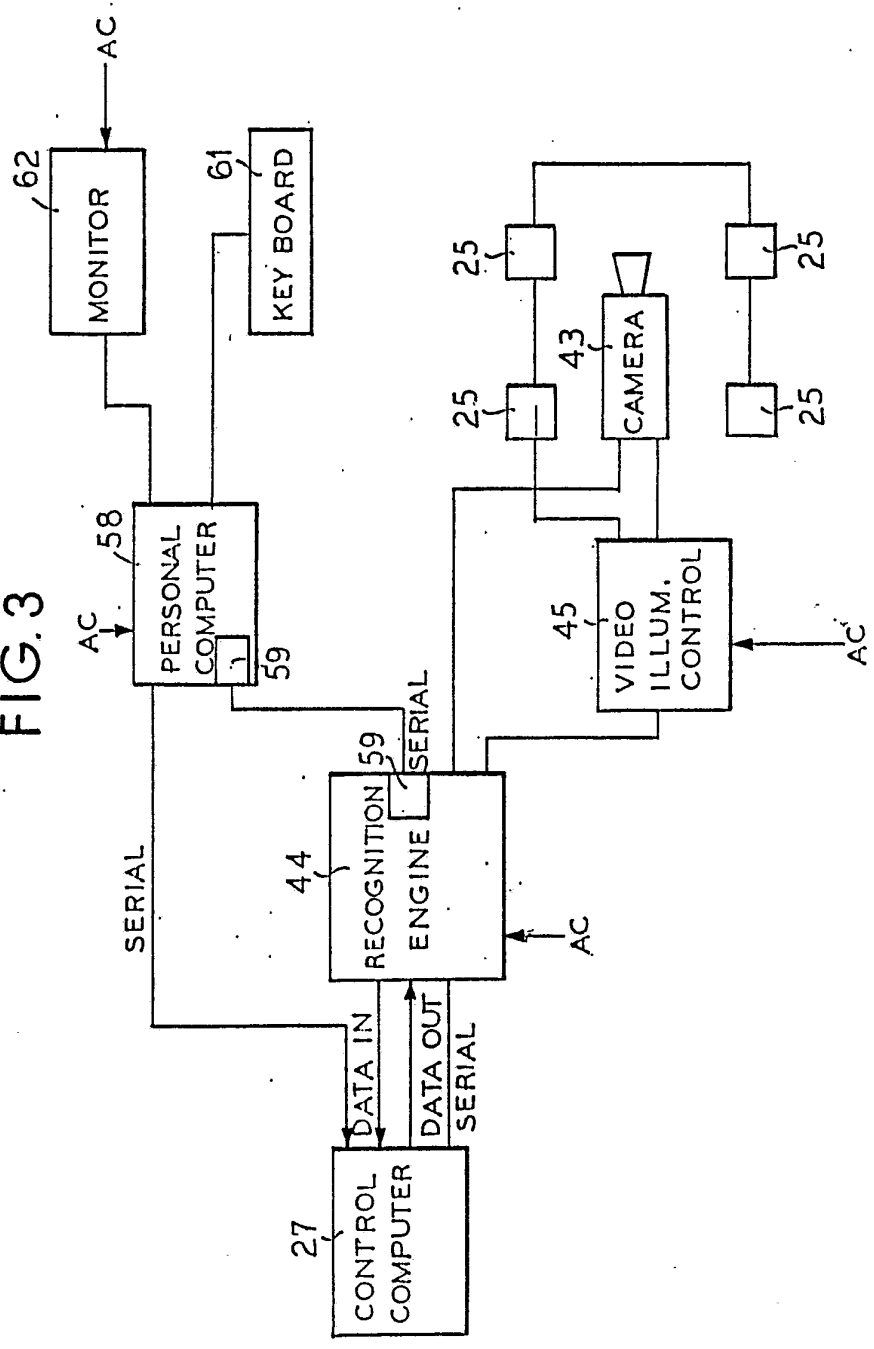 FIG. 3
62
AC
MONITOR
61
KEY BOARD
58
AC
PERSONAL
COMPUTER
59
SERIAL
SERIAL
59
44
RECOGNITION
ENGINE
AC
DATA IN
DATA OUT
SERIAL
27
CONTROL
COMPUTER
25
25
43
CAMERA
25
25
45
VIDEO
ILLUM.
CONTROL
AC